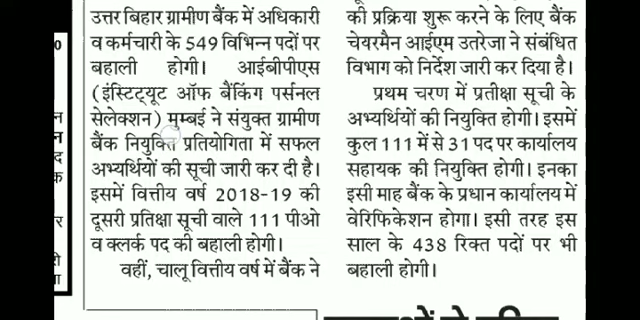 उत्तर बिहार ग्रामीण बैंक में अधिकारी
व कर्मचारी के 549 विभिन्न पदों पर
बहाली होगी। आईबीपीएस
(इंस्टिट्यूट ऑफ बैंकिंग पर्सनल
सेलेक्शन) मुम्बई ने संयुक्त ग्रामीण
बैंक नियुक्ति प्रतियोगिता में सफल
अभ्यर्थियों की सूची जारी कर दी है।
इसमें वित्तीय वर्ष 2018-19 की
दूसरी प्रतिक्षा सूची वाले 111 पीओ
व क्लर्क पद की बहाली होगी।
वहीं, चालू वित्तीय वर्ष में बैंक ने
की प्रक्रिया शुरू करने के लिए बैंक
चेयरमैन आईएम उतरेजा ने संबंधित
विभाग को निर्देश जारी कर दिया है।
प्रथम चरण में प्रतीक्षा सूची के
अभ्यर्थियों की नियुक्ति होगी। इसमें
कुल 111 में से 31 पद पर कार्यालय
सहायक की नियुक्ति होगी। इनका
इसी माह बैंक के प्रधान कार्यालय में
वेरिफिकेशन होगा। इसी तरह इस
साल के 438 रिक्त पदों पर भी
बहाली होगी।